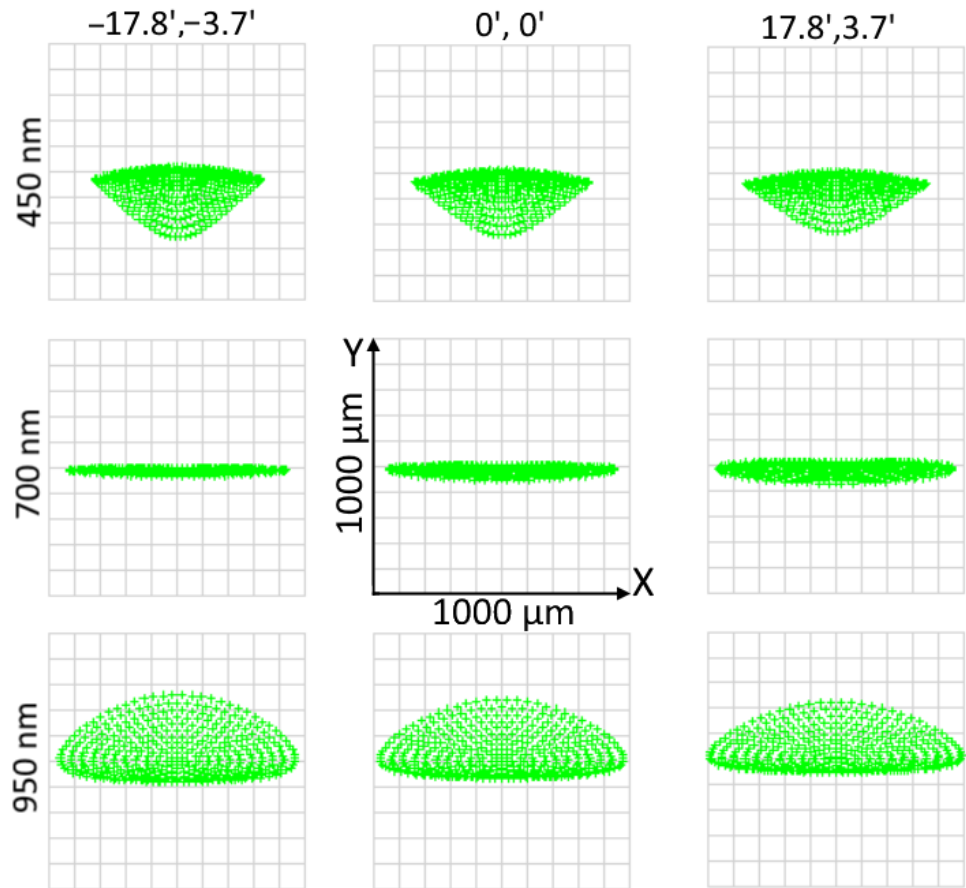 −17.8',−3.7'
0', 0'
17.8',3.7'
450 nm
700 nm
Y
1000 µm
X
1000 µm
950 nm